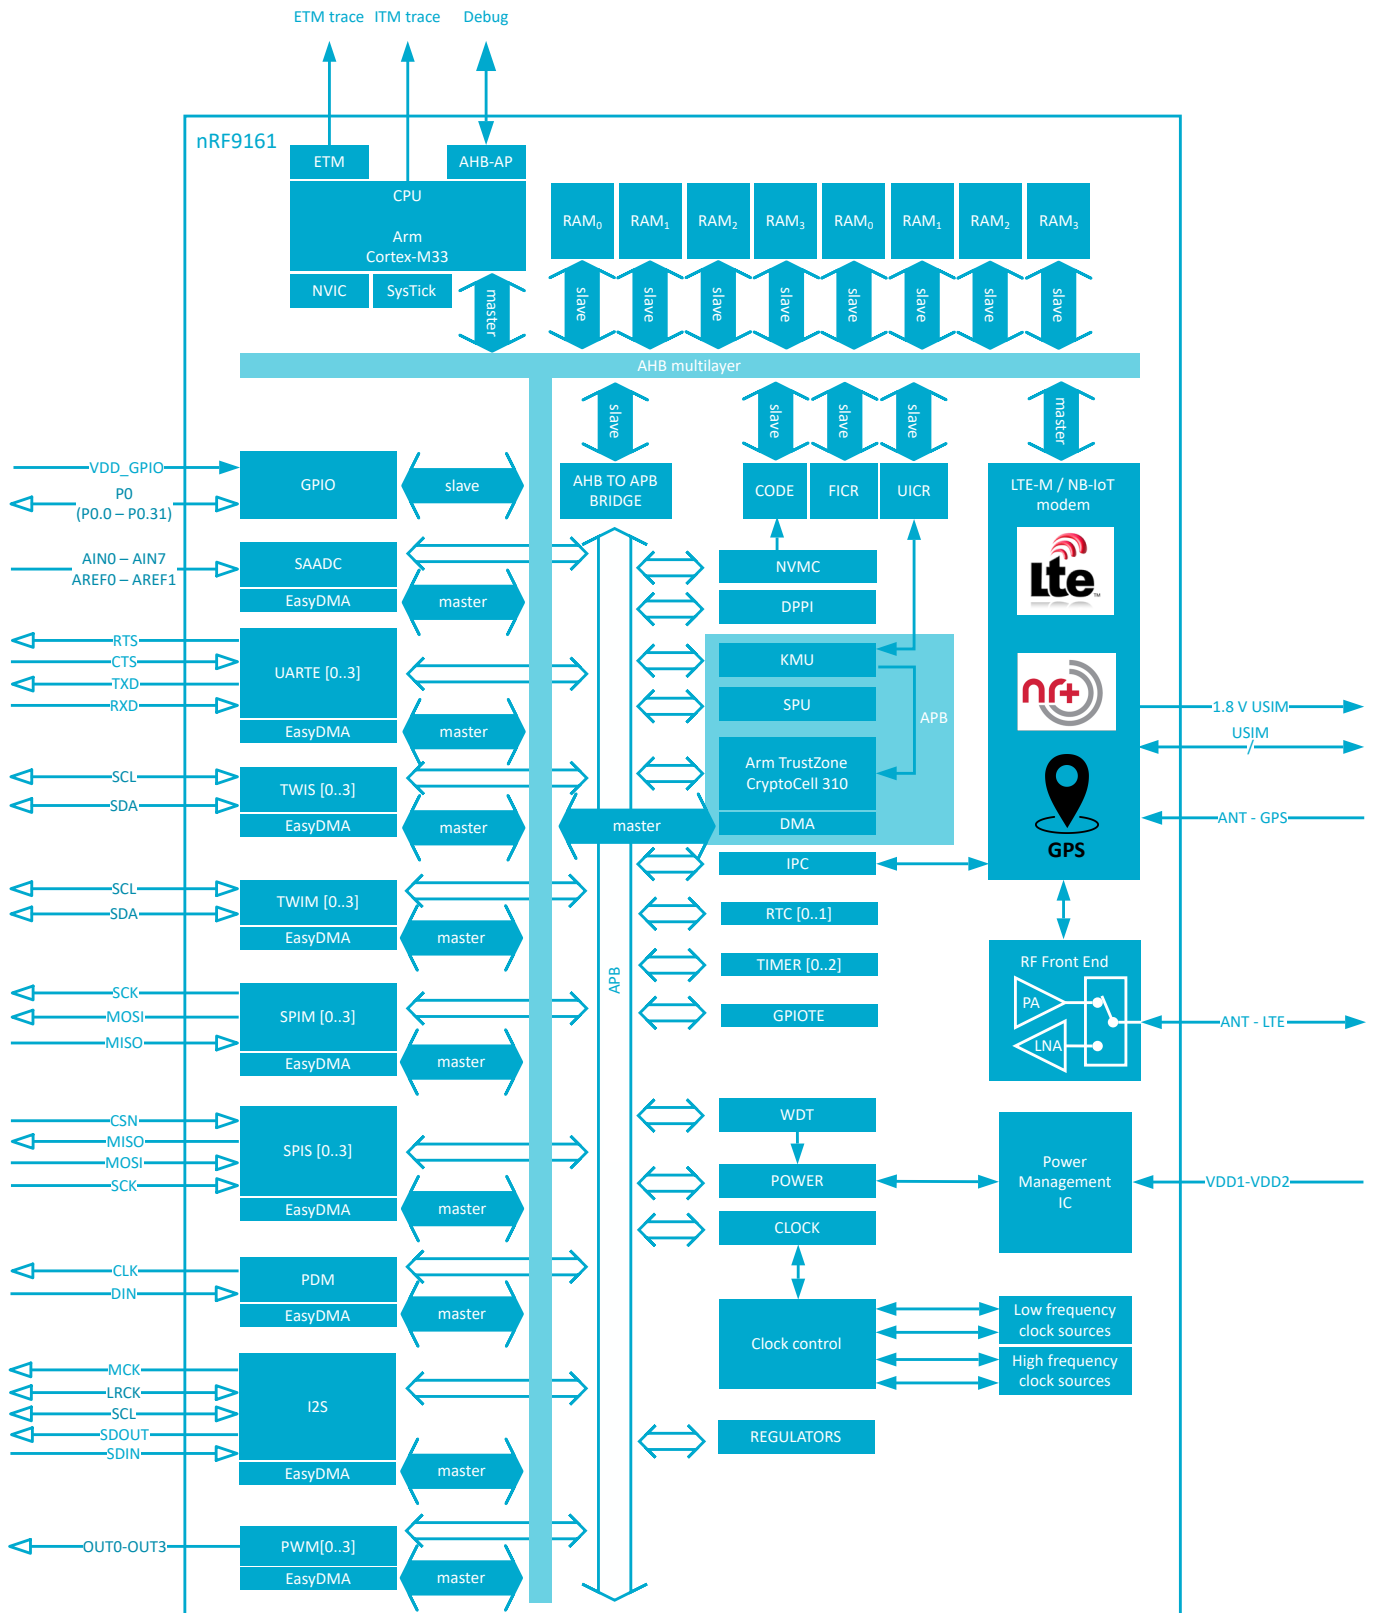 ETM trace ITM trace Debug
nRF9161
ETM
AHB-AP
CPU
Arm
Cortex-M33
NVIC
SysTick
master
RAM0
RAM1
RAM2
RAM3
RAM0
RAM1
RAM2
RAM3
slave
slave
slave
slave
slave
slave
slave
slave
AHB multilayer
slave
slave
slave
slave
master
VDD_GPIO
P0
(P0.0 – P0.31)
GPIO
slave
AHB TO APB
BRIDGE
CODE
FICR
UICR
LTE-M / NB-IoT
modem
Lte
TM
AIN0 – AIN7
AREF0 – AREF1
SAADC
EasyDMA
master
NVMC
DPPI
RTS
CTS
TXD
RXD
UARTE [0..3]
EasyDMA
master
KMU
SPU
APB
nr+
1.8 V USIM
USIM
SCL
SDA
TWIS [0..3]
EasyDMA
master
Arm TrustZone
CryptoCell 310
DMA
master
GPS
ANT - GPS
IPC
SCL
SDA
TWIM [0..3]
EasyDMA
master
RTC [0..1]
TIMER [0..2]
GPIOTE
APB
RF Front End
PA
LNA
ANT - LTE
SCK
MOSI
MISO
SPIM [0..3]
EasyDMA
master
CSN
MISO
MOSI
SCK
SPIS [0..3]
EasyDMA
master
WDT
POWER
CLOCK
Power
Management
IC
VDD1-VDD2
CLK
DIN
PDM
EasyDMA
master
Clock control
Low frequency
clock sources
High frequency
clock sources
MCK
LRCK
SCL
SDOUT
SDIN
I2S
EasyDMA
master
REGULATORS
OUT0-OUT3
PWM[0..3]
EasyDMA
master